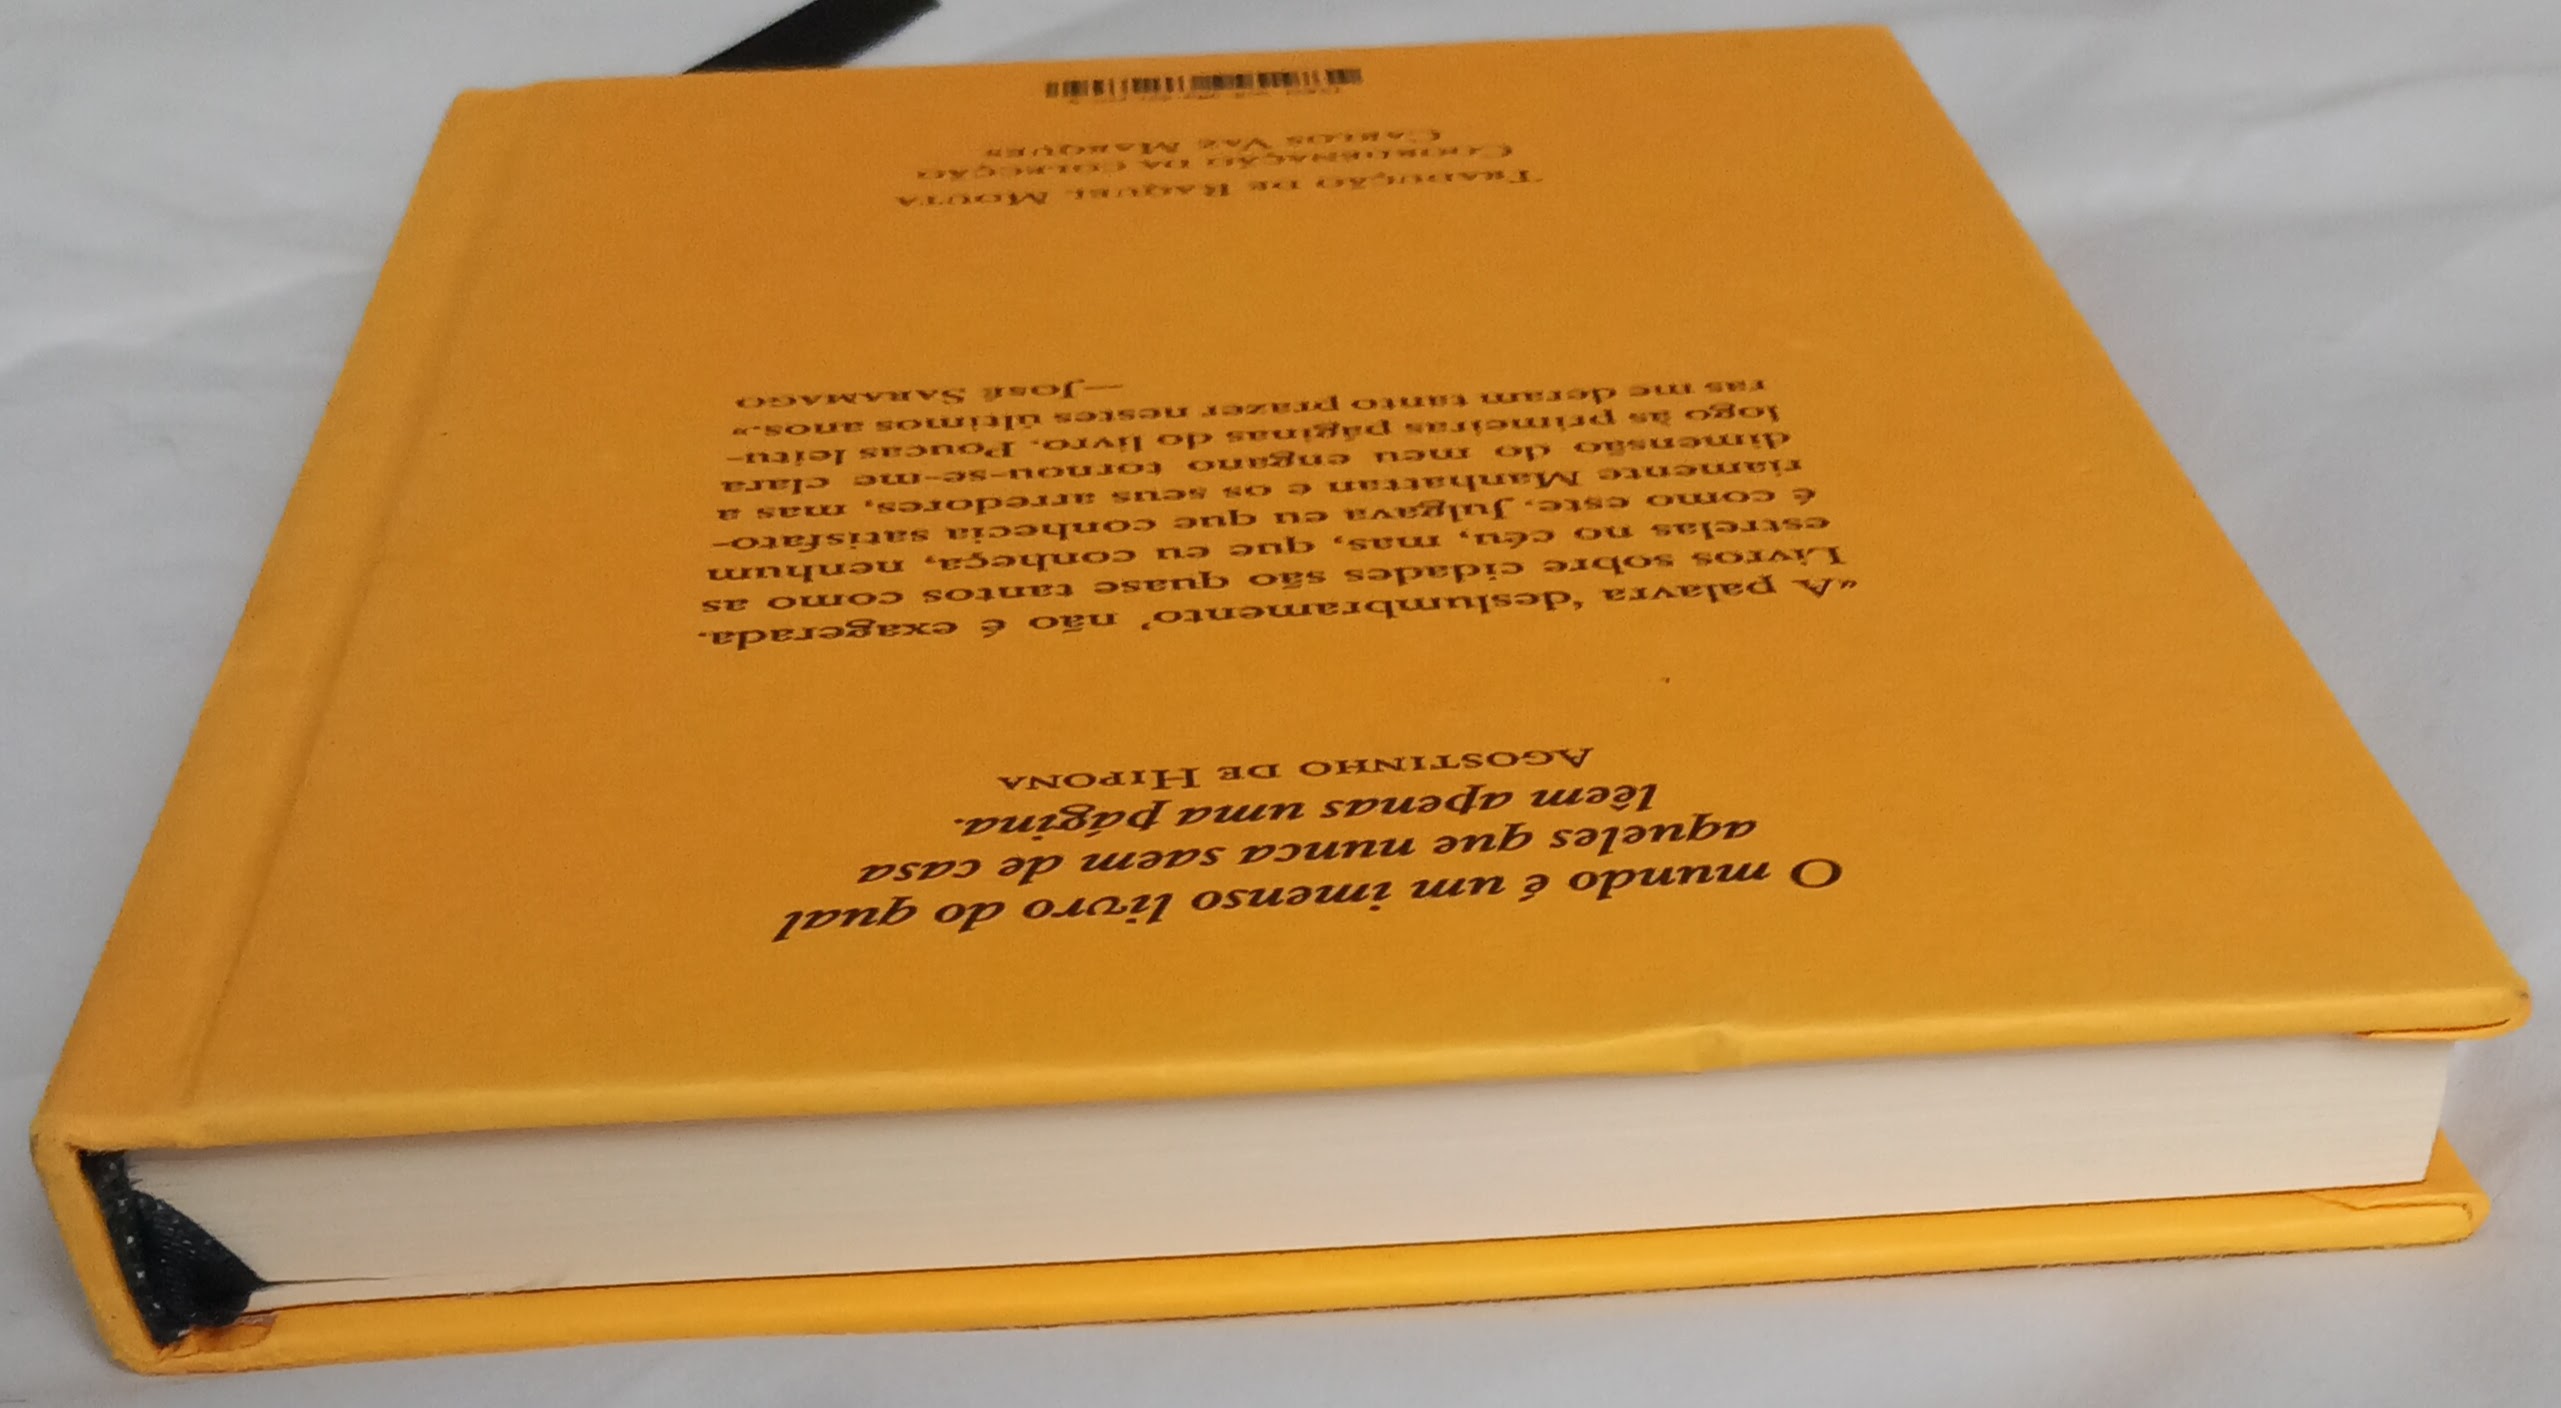 O mundo é um imenso livro do qual
aqueles que nunca saem de casa
lêem apenas uma página.
AGOSTINHO DE HIPONA
«A palavra ‘deslumbramento’ não é exagerada.
Livros sobre cidades são quase tantos como as
estrelas no céu, mas, que eu conheça, nenhum
é como este. Julgava eu que conhecia satisfato-
riamente Manhattan e os seus arredores, mas a
dimensão do meu engano tornou-se-me clara
logo às primeiras páginas do livro. Poucas leitu-
ras me deram tanto prazer nestes últimos anos.»
—JOSÉ SARAMAGO
TRADUÇÃO DE RAQUEL MOUTA
COORDENAÇÃO DA COLECÇÃO
CARLOS VAZ MARQUES